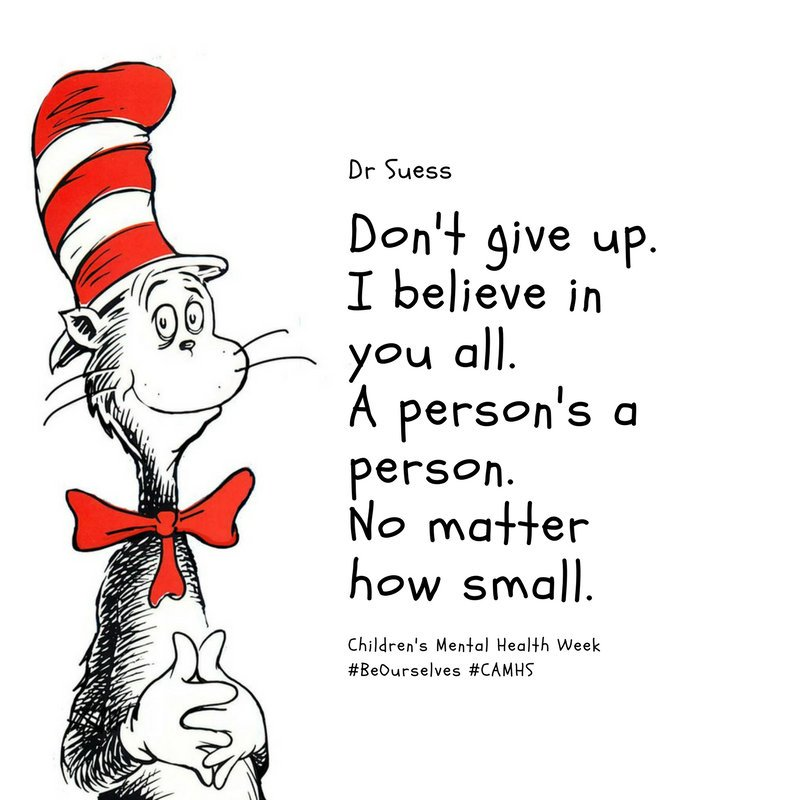 Dr Suess
Don't give up.
I believe in
you all.
A person's a
person.
No matter
how small.
Children's Mental Health Week
#BeOurselves #CAMHS